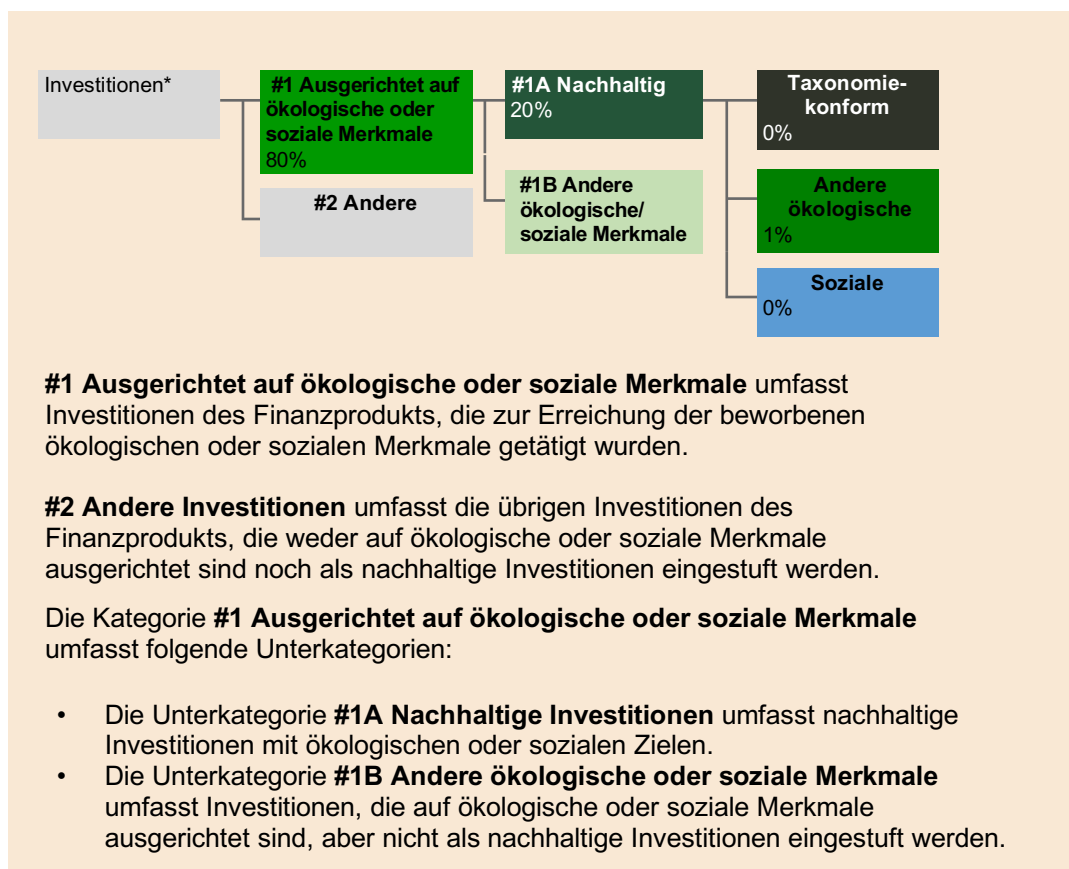 Investitionen*
#1 Ausgerichtet auf
ökologische oder
soziale Merkmale
80%
#2 Andere
#1A Nachhaltig
20%
#1B Andere
ökologische/
soziale Merkmale
Taxonomie-
konform
0%
Andere
ökologische
1%
Soziale
0%
#1 Ausgerichtet auf ökologische oder soziale Merkmale umfasst
Investitionen des Finanzprodukts, die zur Erreichung der beworbenen
ökologischen oder sozialen Merkmale getätigt wurden.
#2 Andere Investitionen umfasst die übrigen Investitionen des
Finanzprodukts, die weder auf ökologische oder soziale Merkmale
ausgerichtet sind noch als nachhaltige Investitionen eingestuft werden.
Die Kategorie #1 Ausgerichtet auf ökologische oder soziale Merkmale
umfasst folgende Unterkategorien:
• Die Unterkategorie #1A Nachhaltige Investitionen umfasst nachhaltige
Investitionen mit ökologischen oder sozialen Zielen.
• Die Unterkategorie #1B Andere ökologische oder soziale Merkmale
umfasst Investitionen, die auf ökologische oder soziale Merkmale
ausgerichtet sind, aber nicht als nachhaltige Investitionen eingestuft werden.